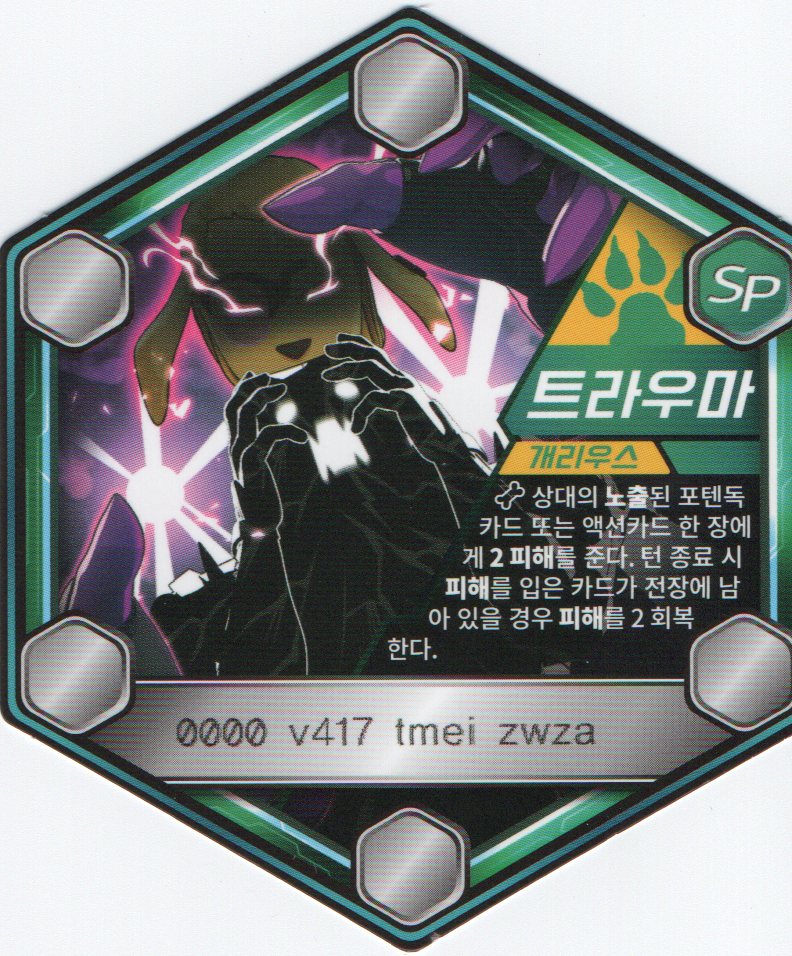 SP
트라우마
개리우스
상대의 노출된 포텐독
카드 또는 액션카드 한 장에
게 2 피해를 준다. 턴 종료 시
피해를 입은 카드가 전장에 남
아 있을 경우 피해를 2 회복
한다.
0000 v417 tmei zwza